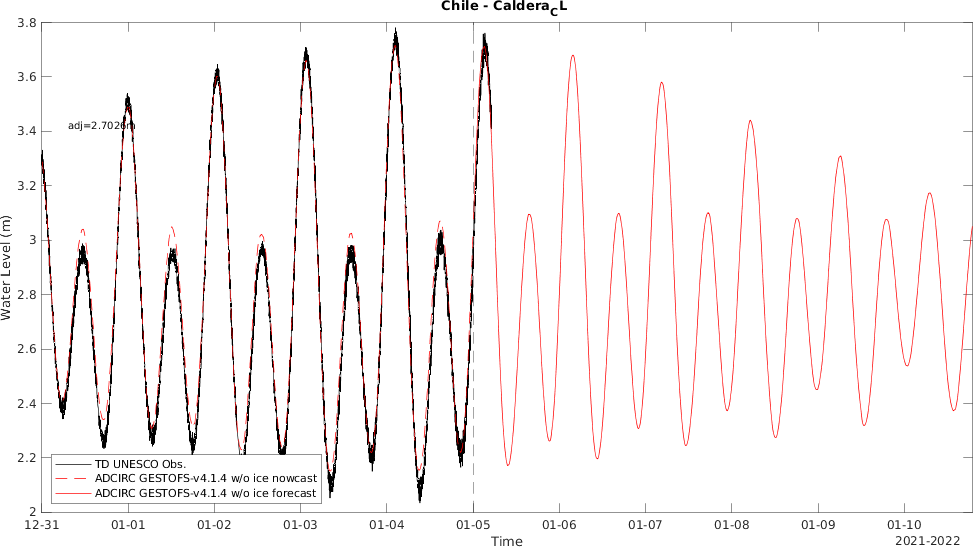 Chile - Caldera_CL
3.8
3.6
3.4
3.2
3
2.8
2.6
2.4
2.2
2
Water Level (m)
adj=2.7026m
TD UNESCO Obs.
ADCIRC GESTOFS-v4.1.4 w/o ice nowcast
ADCIRC GESTOFS-v4.1.4 w/o ice forecast
12-31 01-01 01-02 01-03 01-04 01-05 01-06 01-07 01-08 01-09 01-10
Time
2021-2022